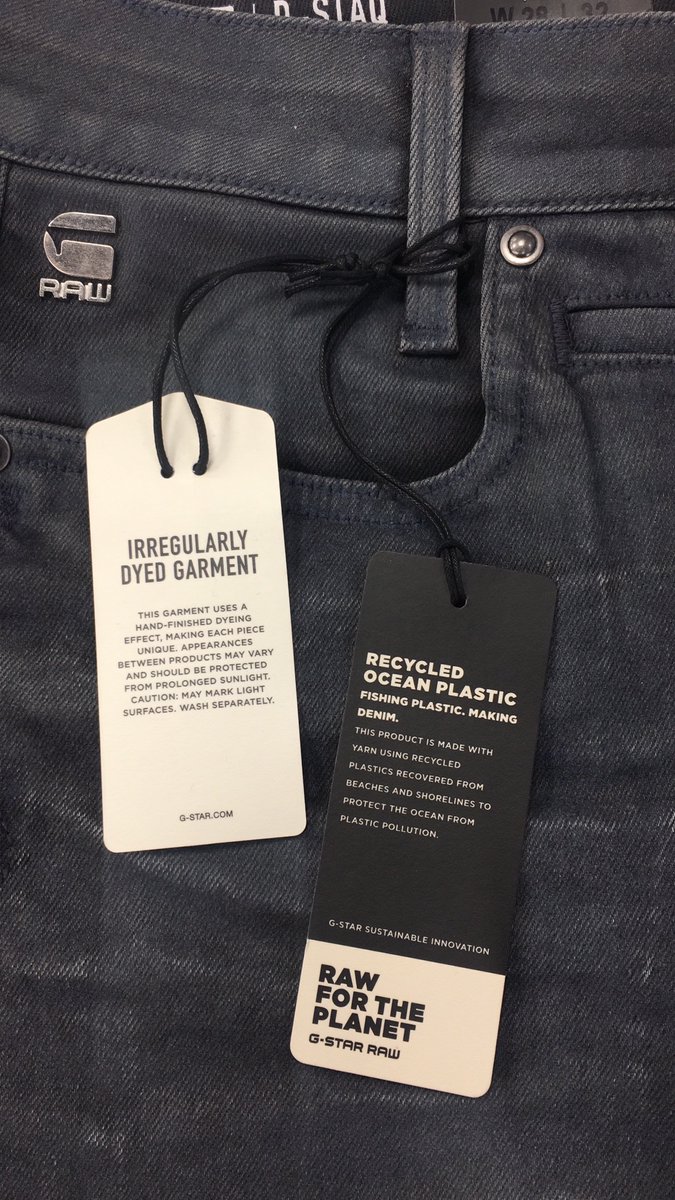 D_STAQ
W 28 L 32
RAW
IRREGULARLY
DYED GARMENT
THIS GARMENT USES A
HAND-FINISHED DYEING
EFFECT, MAKING EACH PIECE
UNIQUE. APPEARANCES
BETWEEN PRODUCTS MAY VARY
AND SHOULD BE PROTECTED
FROM PROLONGED SUNLIGHT.
CAUTION: MAY MARK LIGHT
SURFACES. WASH SEPARATELY.
G-STAR.COM
RECYCLED
OCEAN PLASTIC
FISHING PLASTIC. MAKING
DENIM.
THIS PRODUCT IS MADE WITH
YARN USING RECYCLED
PLASTICS RECOVERED FROM
BEACHES AND SHORELINES TO
PROTECT THE OCEAN FROM
PLASTIC POLLUTION.
G-STAR SUSTAINABLE INNOVATION
RAW
FOR THE
PLANET
G-STAR RAW